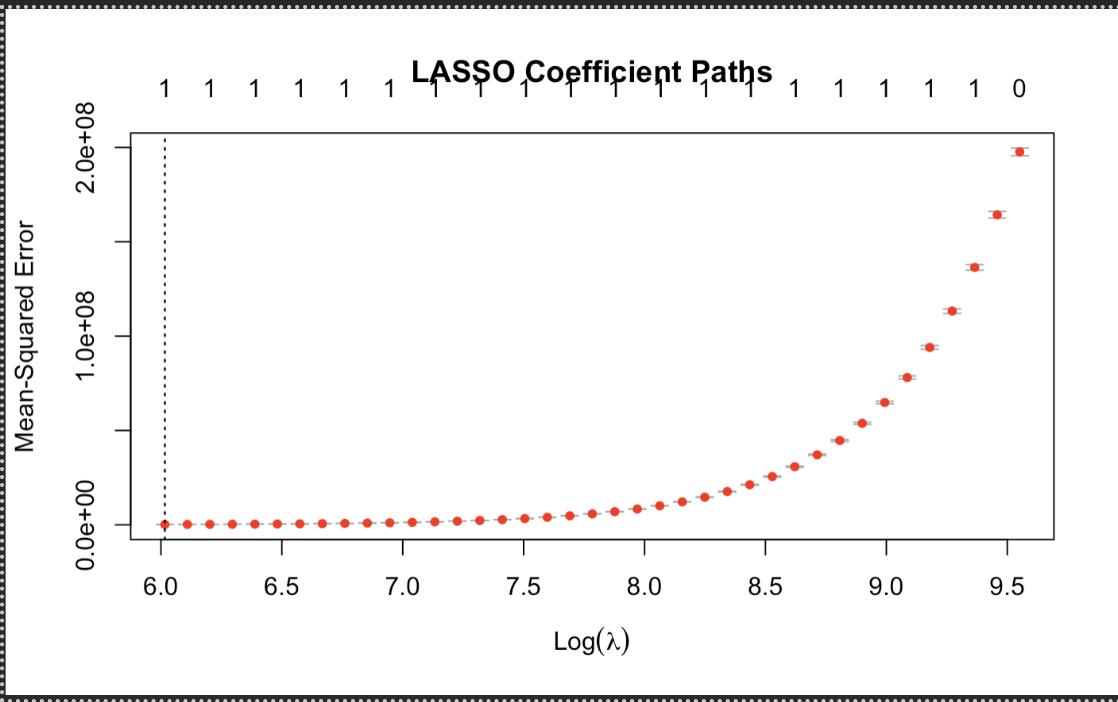 LASSO Coefficient Paths
1 1 1 1 1 1 1 1 1 1 1 1 1 1 1 1 1 1 1 0
2.0e+08
1.0e+08
0.0e+00
Mean-Squared Error
6.0 6.5 7.0 7.5 8.0 8.5 9.0 9.5
Log(λ)